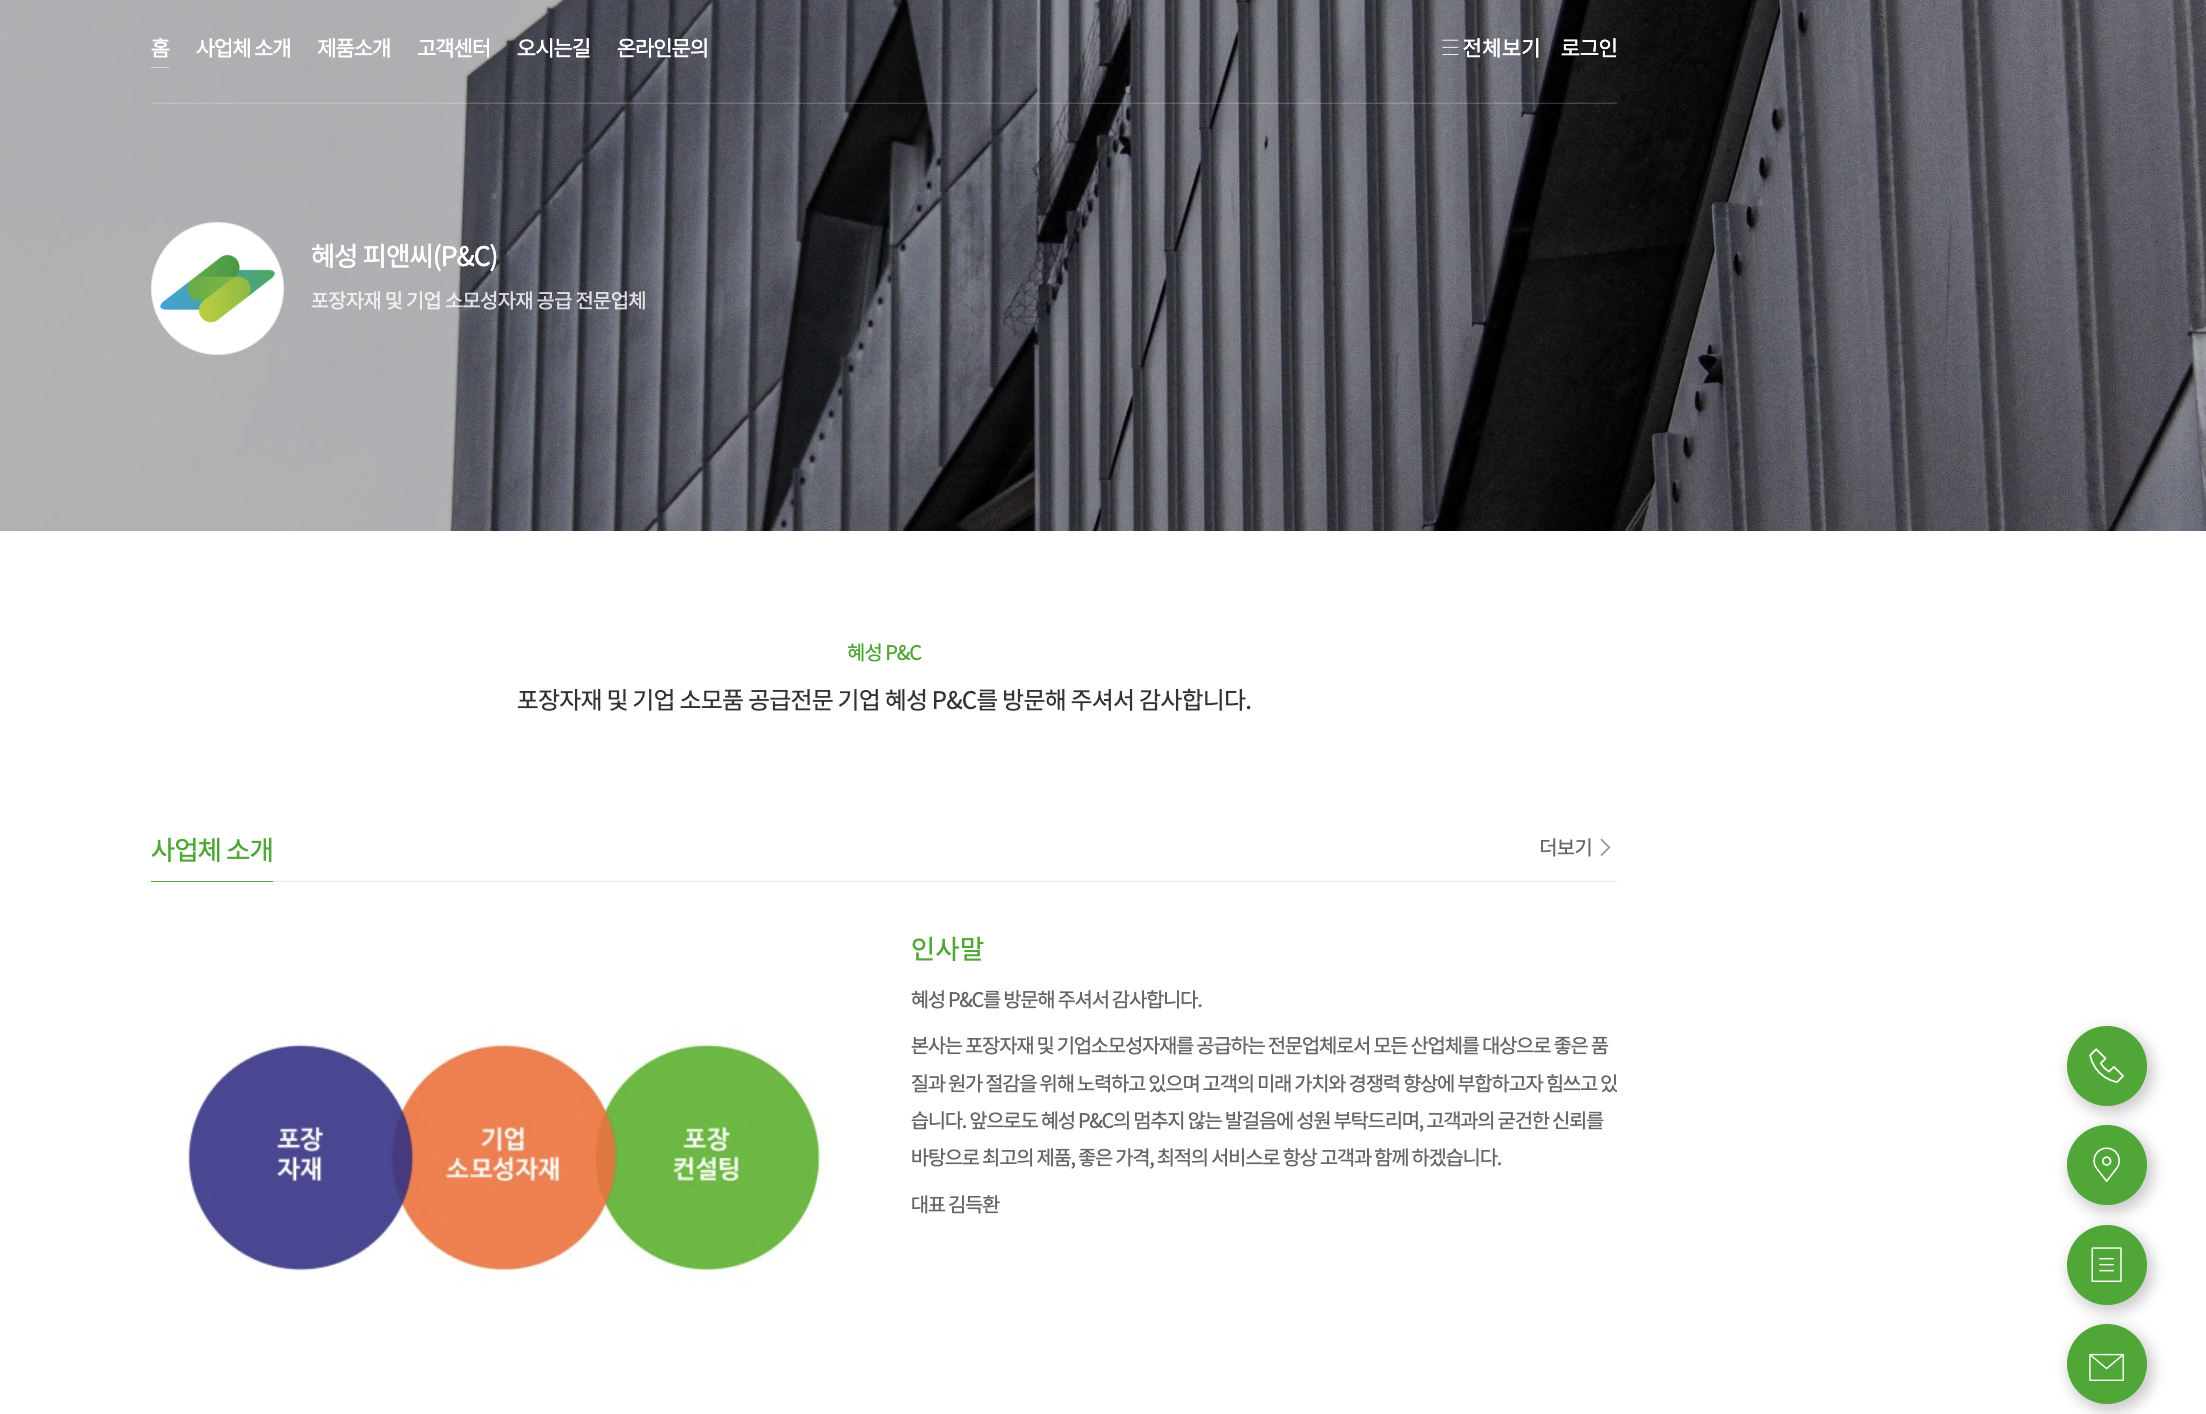 홈 사업체 소개 제품소개 고객센터 오시는길 온라인문의 전체보기 로그인
혜성 피앤씨(P&C)
포장자재 및 기업 소모성자재 공급 전문업체
혜성 P&C
포장자재 및 기업 소모품 공급전문 기업 혜성 P&C를 방문해 주셔서 감사합니다.
사업체 소개 더보기
포장
자재
기업
소모성자재
포장
컨설팅
인사말
혜성 P&C를 방문해 주셔서 감사합니다.
본사는 포장자재 및 기업소모성자재를 공급하는 전문업체로서 모든 산업체를 대상으로 좋은 품
질과 원가 절감을 위해 노력하고 있으며 고객의 미래 가치와 경쟁력 향상에 부합하고자 힘쓰고 있
습니다. 앞으로도 혜성 P&C의 멈추지 않는 발걸음에 성원 부탁드리며, 고객과의 굳건한 신뢰를
바탕으로 최고의 제품, 좋은 가격, 최적의 서비스로 항상 고객과 함께 하겠습니다.
대표 김득환